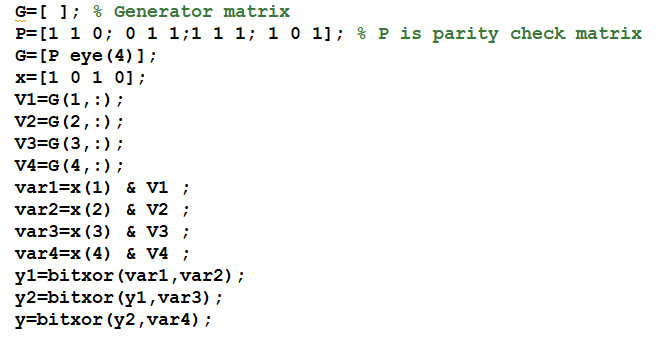 G=[ ]; % Generator matrix
P=[1 1 0; 0 1 1;1 1 1; 1 0 1]; % P is parity check matrix
G=[P eye(4)];
x=[1 0 1 0];
V1=G(1,:);
V2=G(2,:);
V3=G(3,:);
V4=G(4,:);
var1=x(1) & V1 ;
var2=x(2) & V2 ;
var3=x(3) & V3 ;
var4=x(4) & V4 ;
y1=bitxor(var1,var2);
y2=bitxor(y1,var3);
y=bitxor(y2,var4);